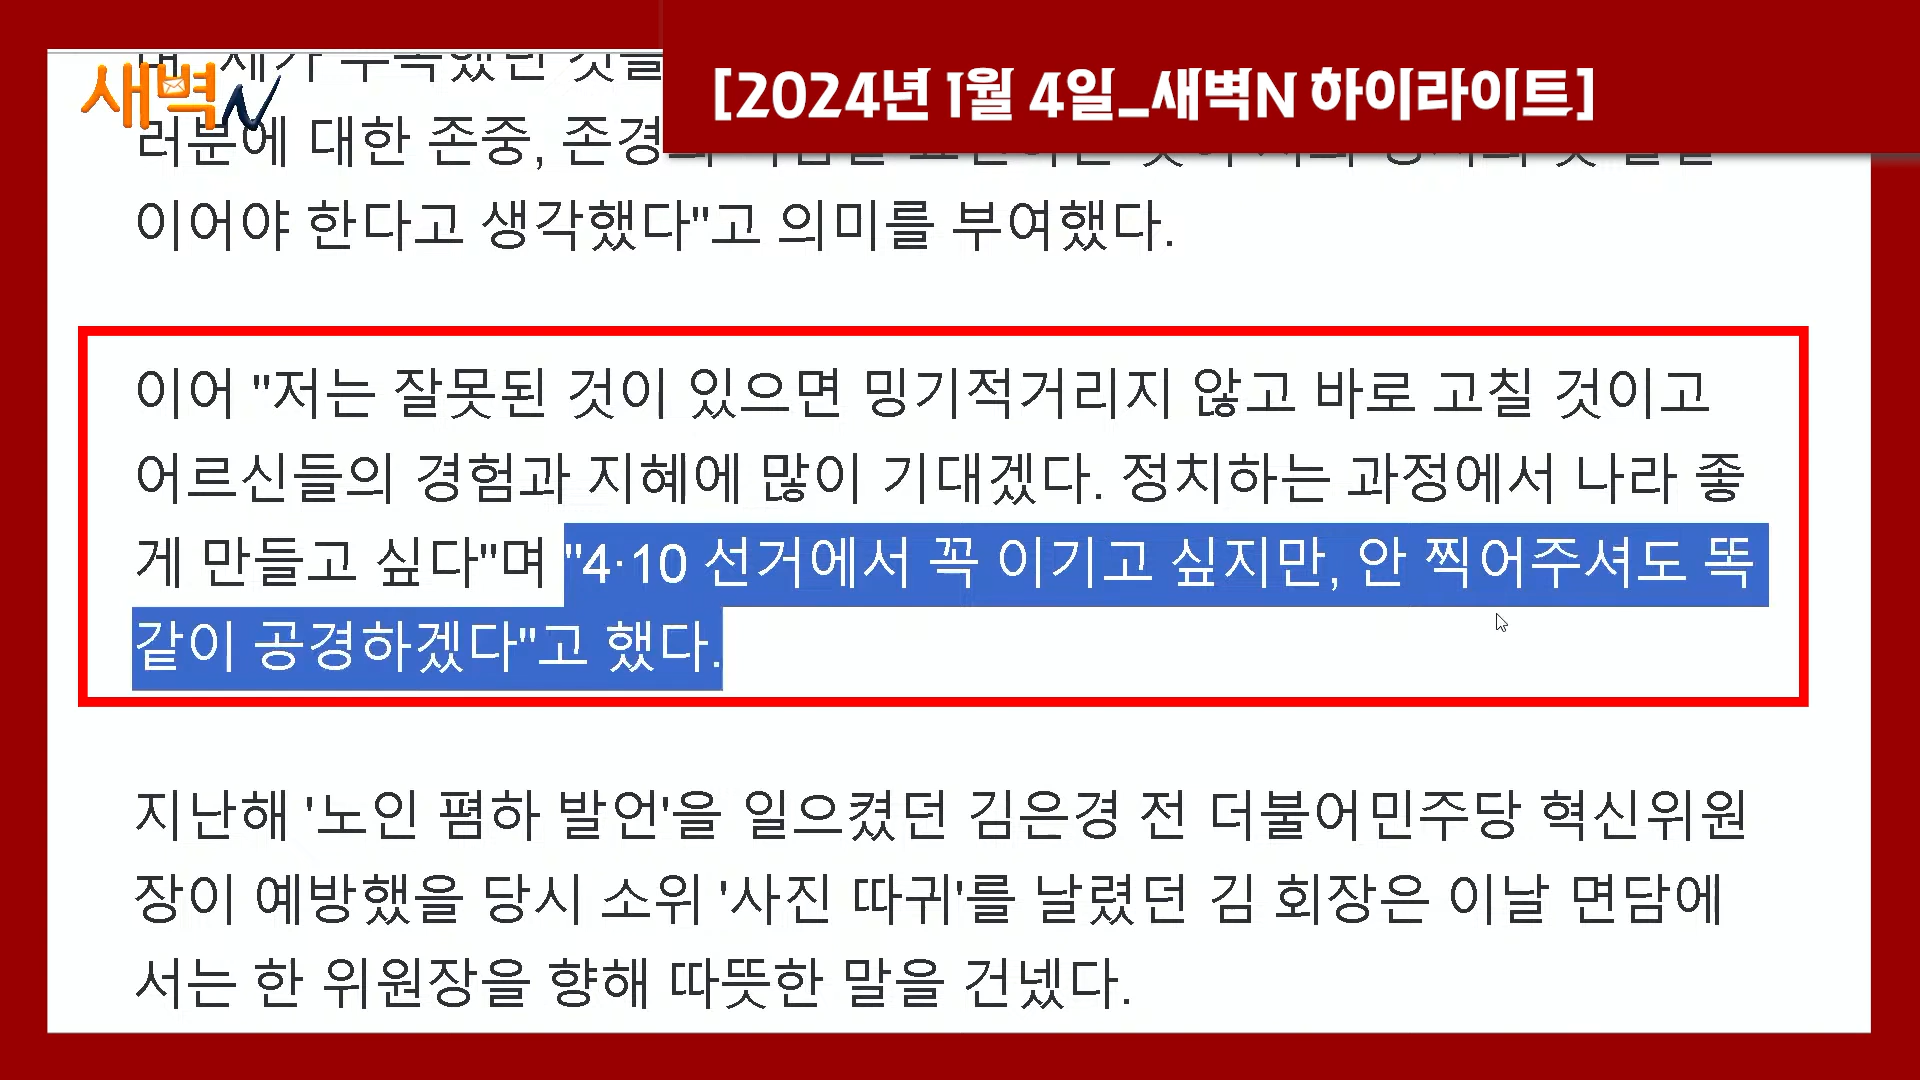 새벽N
[2024년 1월 4일_새벽N 하이라이트]
러분에 대한 존중, 존경
이어야 한다고 생각했다"고 의미를 부여했다.
이어 "저는 잘못된 것이 있으면 밍기적거리지 않고 바로 고칠 것이고
어르신들의 경험과 지혜에 많이 기대겠다. 정치하는 과정에서 나라 좋
게 만들고 싶다"며 "4·10 선거에서 꼭 이기고 싶지만, 안 찍어주셔도 똑
같이 공경하겠다"고 했다.
지난해 '노인 폄하 발언'을 일으켰던 김은경 전 더불어민주당 혁신위원
장이 예방했을 당시 소위 '사진 따귀'를 날렸던 김 회장은 이날 면담에
서는 한 위원장을 향해 따뜻한 말을 건넸다.